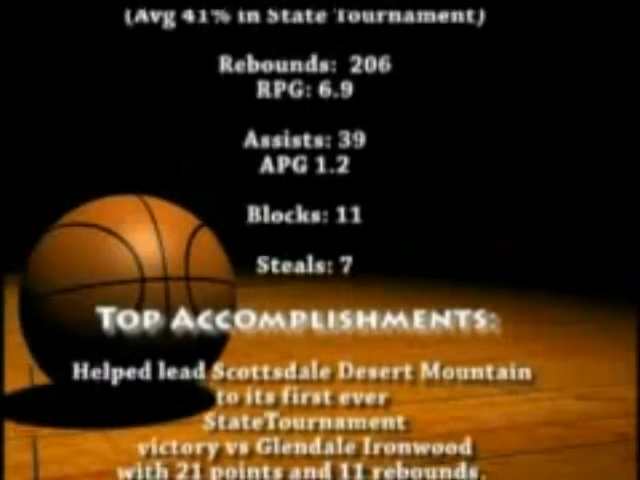 (Avg 41% in State Tournament)
Rebounds: 206
RPG: 6.9
Assists: 39
APG 1.2
Blocks: 11
Steals: 7
TOP ACCOMPLISHMENTS:
Helped lead Scottsdale Desert Mountain
to its first ever
StateTournament
victory vs Glendale Ironwood
with 21 points and 11 rebounds.